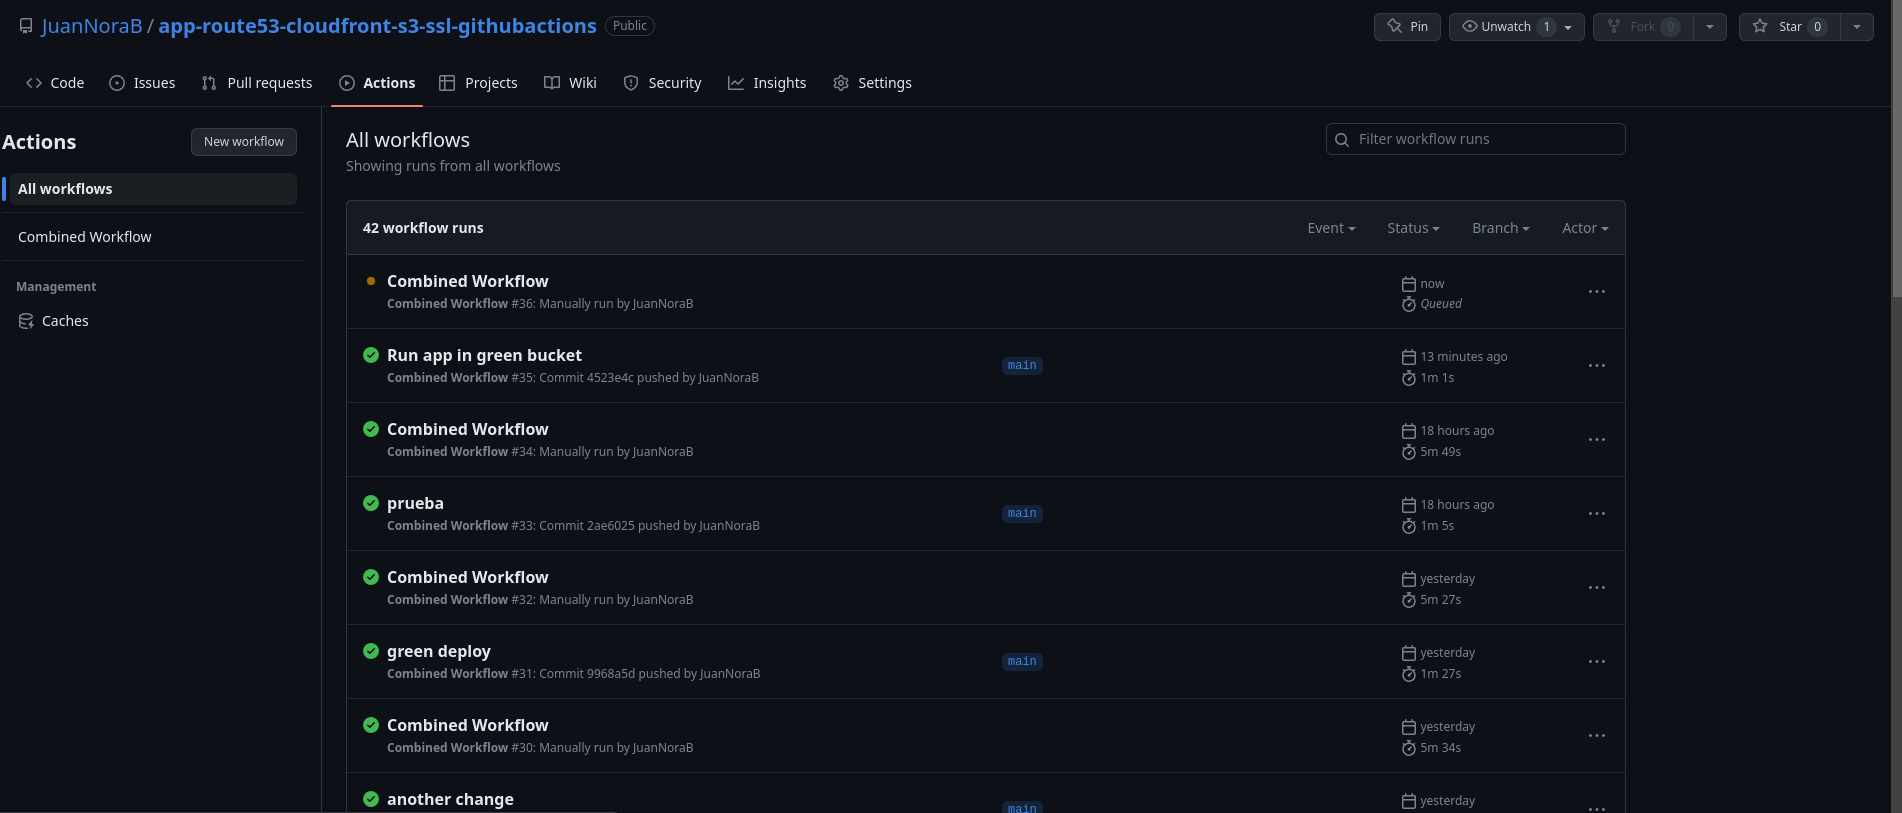 JuanNoraB / app-route53-cloudfront-s3-ssl-githubactions Public
Pin Unwatch 1 Fork 0 Star 0
Code Issues Pull requests Actions Projects Wiki Security Insights Settings
Actions New workflow
All workflows
Combined Workflow
Management
Caches
All workflows
Showing runs from all workflows
Filter workflow runs
42 workflow runs Event Status Branch Actor
Combined Workflow
Combined Workflow #36: Manually run by JuanNoraB
now
Queued
Run app in green bucket
Combined Workflow #35: Commit 4523e4c pushed by JuanNoraB
main
13 minutes ago
1m 1s
Combined Workflow
Combined Workflow #34: Manually run by JuanNoraB
18 hours ago
5m 49s
prueba
Combined Workflow #33: Commit 2ae6025 pushed by JuanNoraB
main
18 hours ago
1m 5s
Combined Workflow
Combined Workflow #32: Manually run by JuanNoraB
yesterday
5m 27s
green deploy
Combined Workflow #31: Commit 9968a5d pushed by JuanNoraB
main
yesterday
1m 27s
Combined Workflow
Combined Workflow #30: Manually run by JuanNoraB
yesterday
5m 34s
another change
main
yesterday